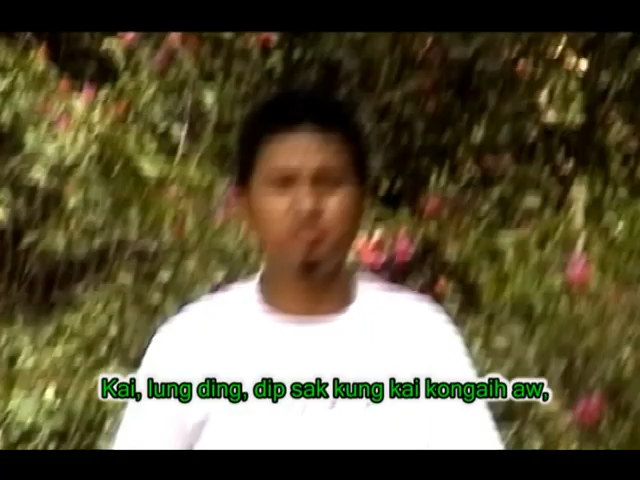 Kai, lung ding, dip sak kung kai kongaih aw,